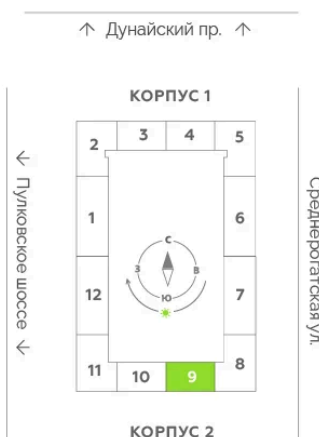 ↑ Дунайский пр. ↑
КОРПУС 1
2 3 4 5
← Пулковское шоссе ←
1
6
Среднерогатская ул.
С
З В
Ю
12
7
11
10
9
8
КОРПУС 2